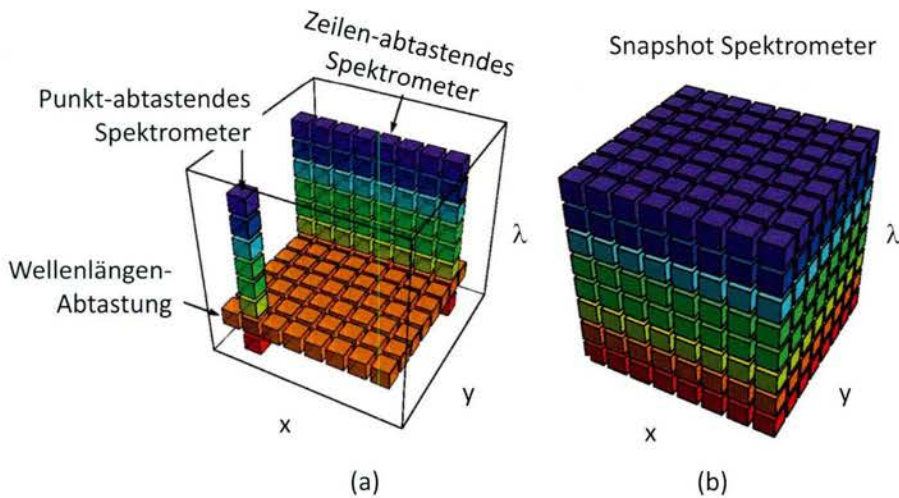 Zeilen-abtastendes
Spektrometer
Snapshot Spektrometer
Punkt-abtastendes
Spektrometer
λ
λ
Wellenlängen-
Abtastung
y
y
x
x
(a)
(b)